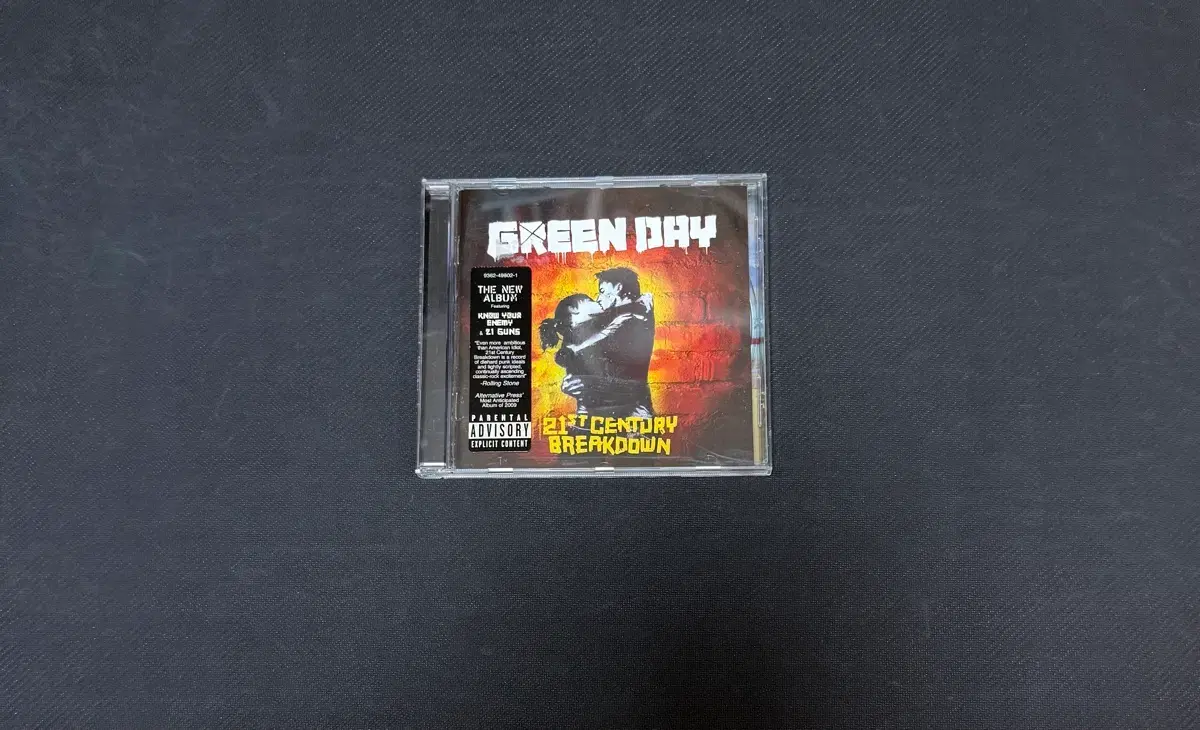 GREEN DAY
9362-49802-1
THE NEW
ALBUM
Featuring
KNOW YOUR
ENEMY
& 21 GUNS
"Even more ambitious
than American Idiot,
21st Century
Breakdown is a record
of diehard punk ideals
and tightly scripted,
continually ascending
classic-rock excitement"
-Rolling Stone
Alternative Press'
Most Anticipated
Album of 2009
PARENTAL
ADVISORY
EXPLICIT CONTENT
21ST CENTURY
BREAKDOWN